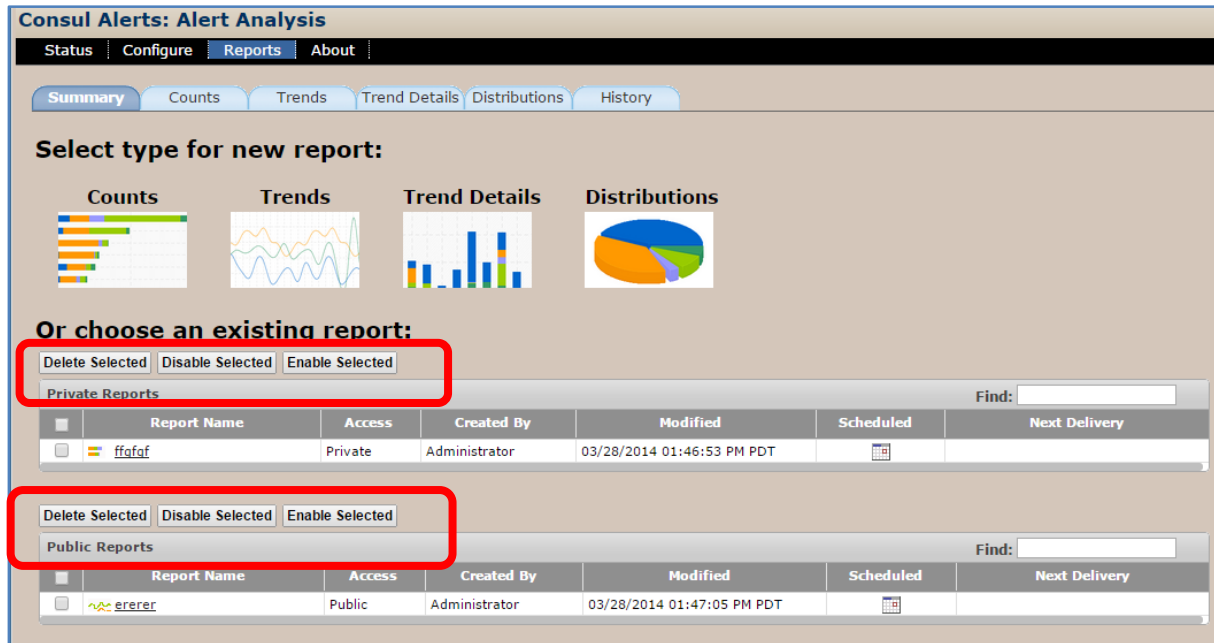 Consul Alerts: Alert Analysis
Status Configure Reports About
Summary Counts Trends Trend Details Distributions History
Select type for new report:
Counts Trends Trend Details Distributions
Or choose an existing report:
Delete Selected Disable Selected Enable Selected
Private Reports Find:
Report Name Access Created By Modified Scheduled Next Delivery
ffgfgf Private Administrator 03/28/2014 01:46:53 PM PDT
Delete Selected Disable Selected Enable Selected
Public Reports Find:
Report Name Access Created By Modified Scheduled Next Delivery
ererer Public Administrator 03/28/2014 01:47:05 PM PDT